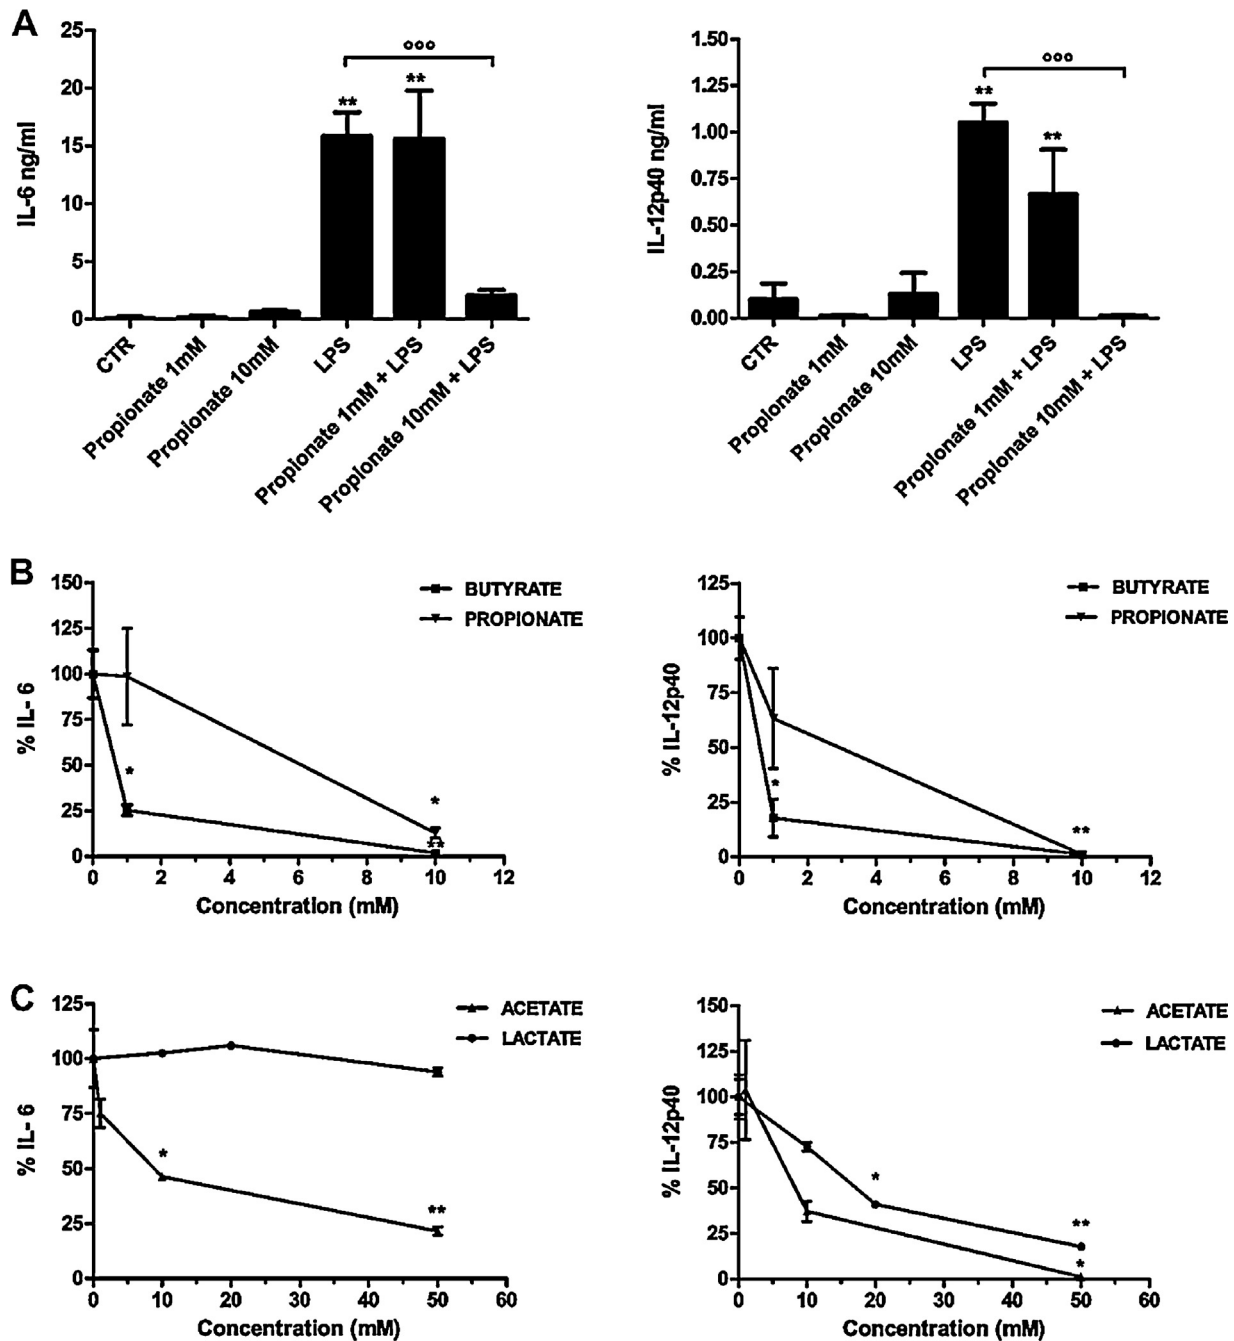 A
IL-6 ng/ml
25
20
15
10
5
0
**
**
°°°
CTR
Propionate 1mM
Propionate 10mM
LPS
Propionate 1mM + LPS
Propionate 10mM + LPS
IL-12p40 ng/ml
1.50
1.25
1.00
0.75
0.50
0.25
0.00
**
**
°°°
CTR
Propionate 1mM
Propionate 10mM
LPS
Propionate 1mM + LPS
Propionate 10mM + LPS
B
% IL- 6
150
125
100
75
50
25
0
BUTYRATE
PROPIONATE
*
*
**
0 2 4 6 8 10 12
Concentration (mM)
% IL-12p40
125
100
75
50
25
0
BUTYRATE
PROPIONATE
*
**
0 2 4 6 8 10 12
Concentration (mM)
C
% IL- 6
125
100
75
50
25
0
ACETATE
LACTATE
*
**
0 10 20 30 40 50 60
Concentration (mM)
% IL-12p40
150
125
100
75
50
25
0
ACETATE
LACTATE
*
**
*
0 10 20 30 40 50 60
Concentration (mM)